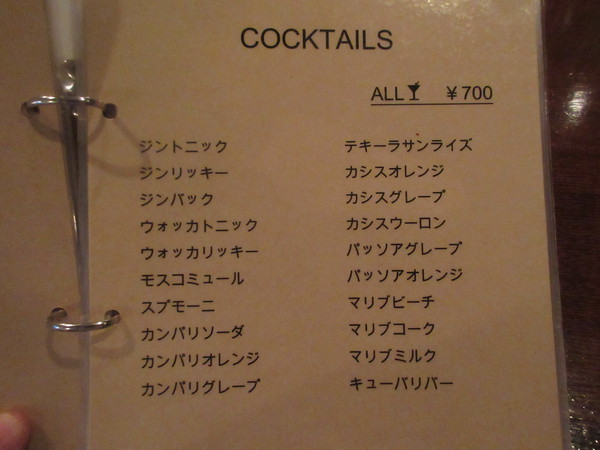 COCKTAILS
ALL ¥700
ジントニック
ジンリッキー
ジンバック
ウォッカトニック
ウォッカリッキー
モスコミュール
スプモーニ
カンパリソーダ
カンパリオレンジ
カンパリグレープ
テキーラサンライズ
カシスオレンジ
カシスグレープ
カシスウーロン
パッソアグレープ
パッソアオレンジ
マリブピーチ
マリブコーク
マリブミルク
キューバリバー